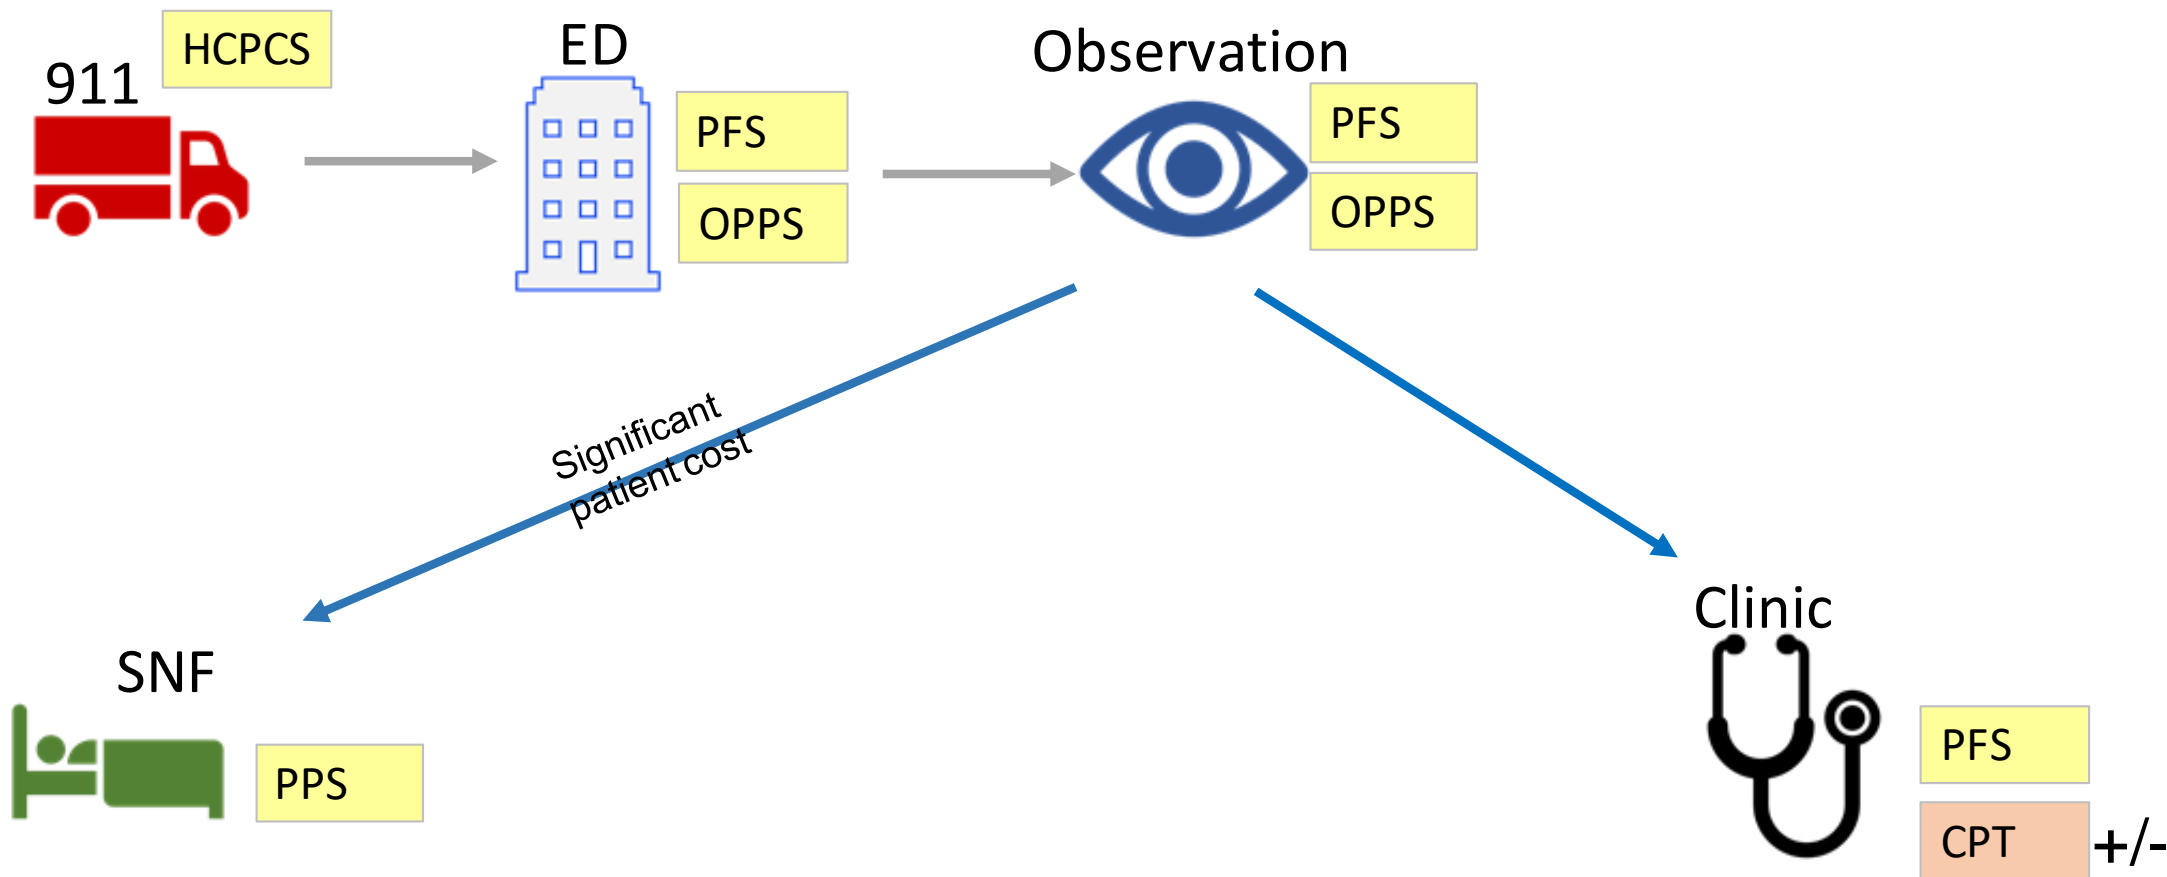 911
HCPCS
ED
PFS
OPPS
Observation
PFS
OPPS
Significant
patient cost
SNF
PPS
Clinic
PFS
CPT
+/-